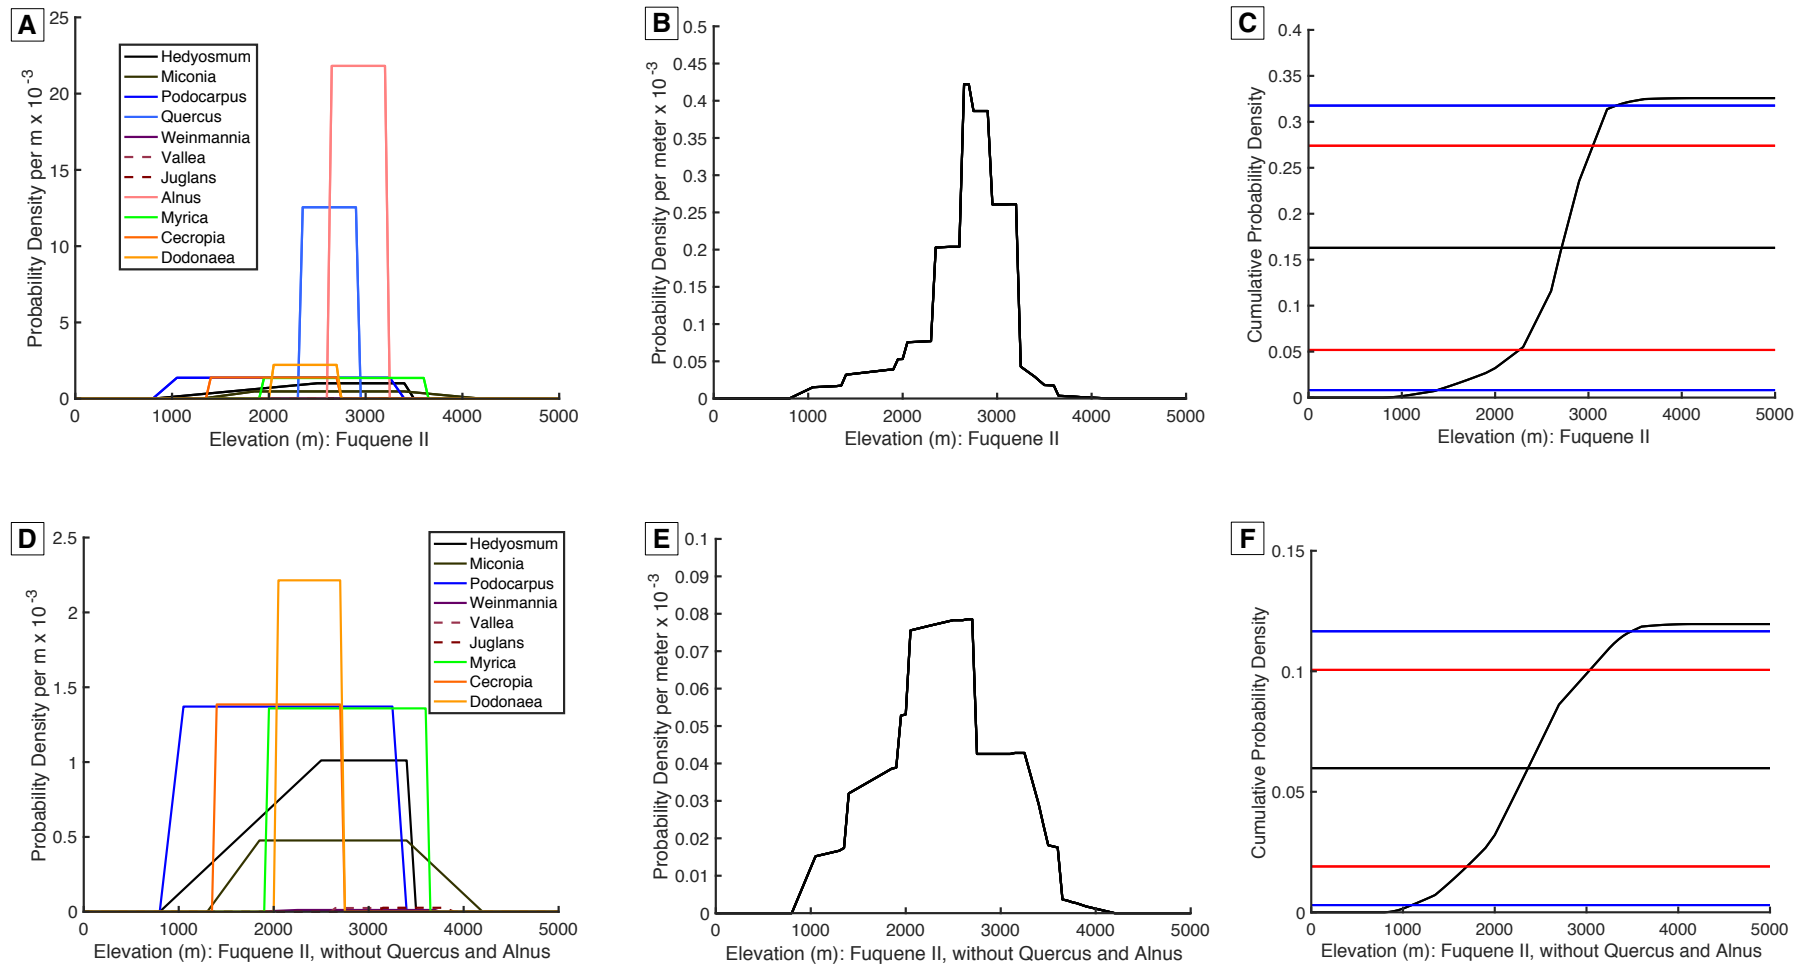 A
25
20
15
10
5
0
Probability Density per m x 10⁻³
Hedyosmum
Miconia
Podocarpus
Quercus
Weinmannia
Vallea
Juglans
Alnus
Myrica
Cecropia
Dodonaea
0 1000 2000 3000 4000 5000
Elevation (m): Fuquene II
B
0.5
0.45
0.4
0.35
0.3
0.25
0.2
0.15
0.1
0.05
0
Probability Density per meter x 10⁻³
0 1000 2000 3000 4000 5000
Elevation (m): Fuquene II
C
0.4
0.35
0.3
0.25
0.2
0.15
0.1
0.05
0
Cumulative Probability Density
0 1000 2000 3000 4000 5000
Elevation (m): Fuquene II
D
2.5
2
1.5
1
0.5
0
Probability Density per m x 10⁻³
Hedyosmum
Miconia
Podocarpus
Weinmannia
Vallea
Juglans
Myrica
Cecropia
Dodonaea
0 1000 2000 3000 4000 5000
Elevation (m): Fuquene II, without Quercus and Alnus
E
0.1
0.09
0.08
0.07
0.06
0.05
0.04
0.03
0.02
0.01
0
Probability Density per meter x 10⁻³
0 1000 2000 3000 4000 5000
Elevation (m): Fuquene II, without Quercus and Alnus
F
0.15
0.1
0.05
0
Cumulative Probability Density
0 1000 2000 3000 4000 5000
Elevation (m): Fuquene II, without Quercus and Alnus